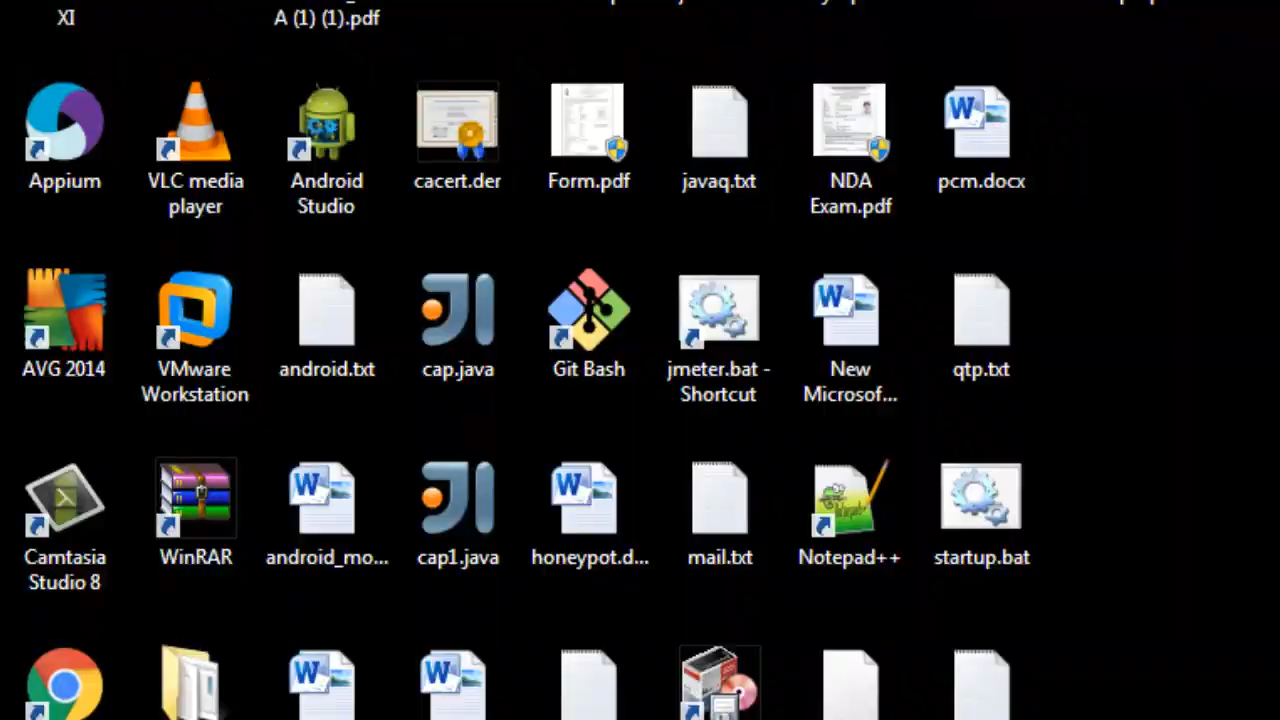 XI
A (1) (1).pdf
Appium
VLC media
player
Android
Studio
cacert.der
Form.pdf
javaq.txt
NDA
Exam.pdf
pcm.docx
AVG 2014
VMware
Workstation
android.txt
cap.java
Git Bash
jmeter.bat -
Shortcut
New
Microsof...
qtp.txt
Camtasia
Studio 8
WinRAR
android_mo...
cap1.java
honeypot.d...
mail.txt
Notepad++
startup.bat